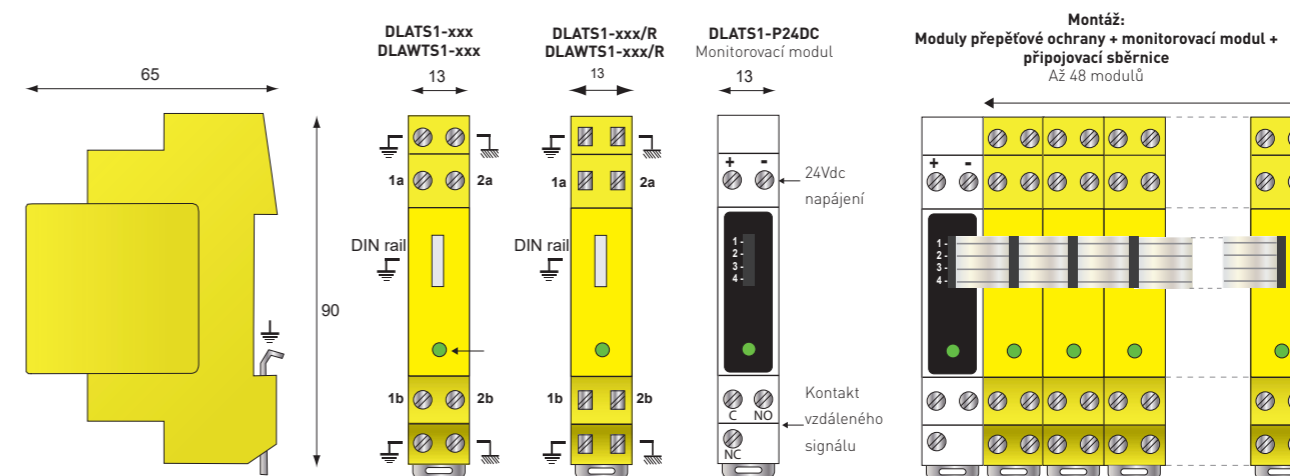 65
90
DLATS1-xxx
DLAWTS1-xxx
13
1a
2a
DIN rail
1b
2b
DLATS1-xxx/R
DLAWTS1-xxx/R
13
1a
2a
DIN rail
1b
2b
DLATS1-P24DC
Monitorovací modul
13
+ -
24Vdc
napájení
1-
2-
3-
4-
Kontakt
vzdáleného
signálu
C NO
NC
Montáž:
Moduly přepěťové ochrany + monitorovací modul +
připojovací sběrnice
Až 48 modulů
+ -
1-
2-
3-
4-